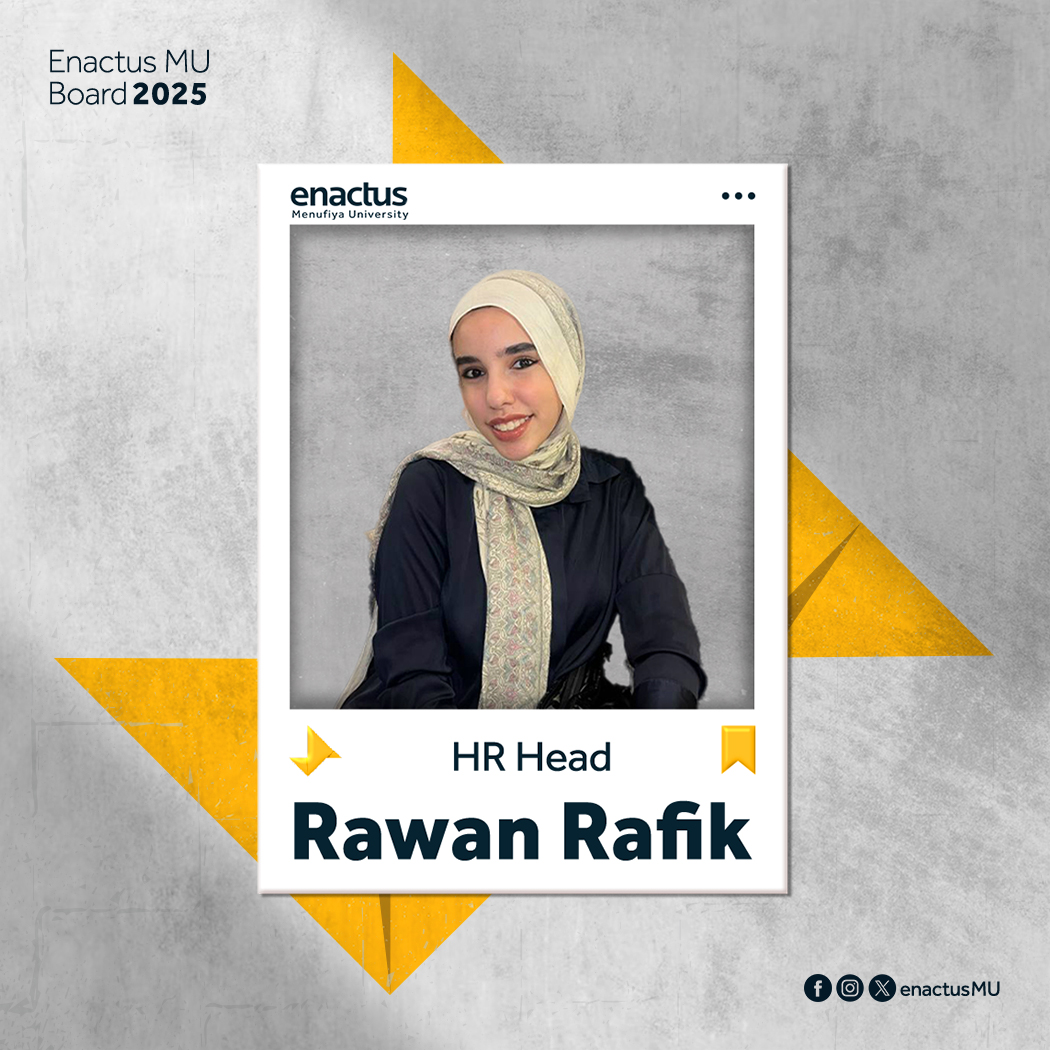 Enactus MU
Board 2025
enactus
Menufiya University
HR Head
Rawan Rafik
enactusMU